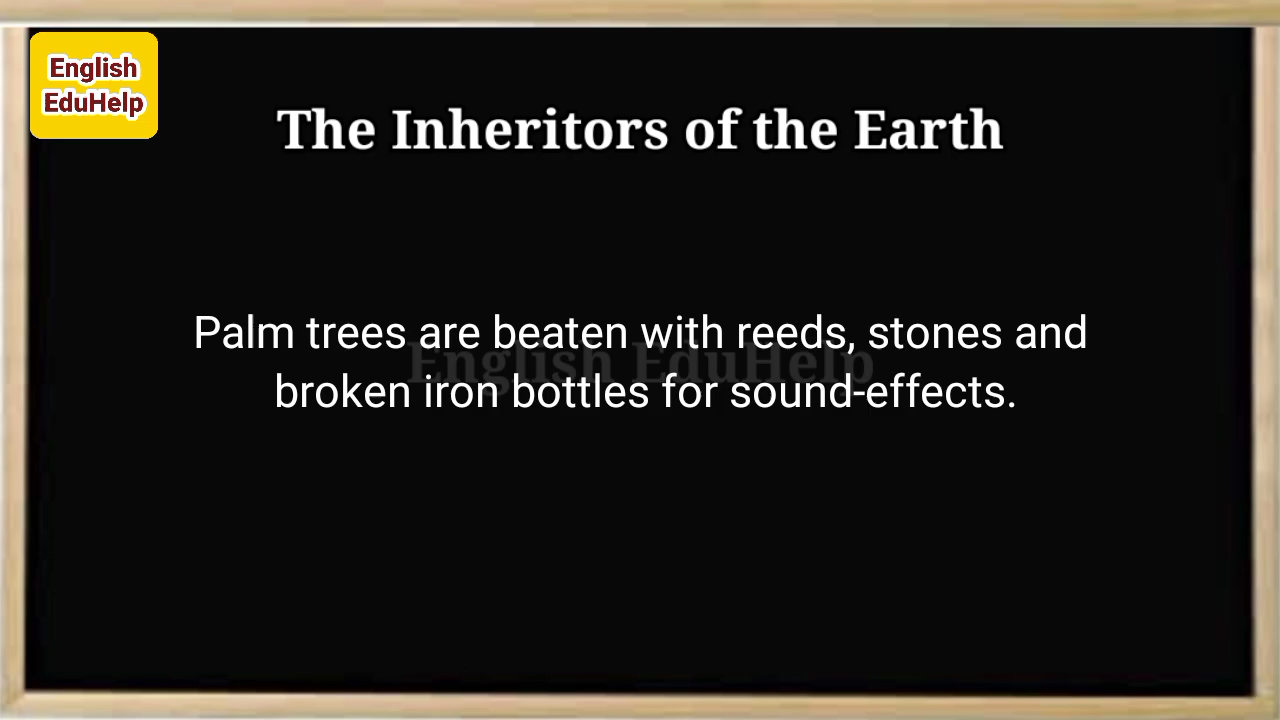 English
EduHelp
The Inheritors of the Earth
Palm trees are beaten with reeds, stones and
English EduHelp
broken iron bottles for sound-effects.